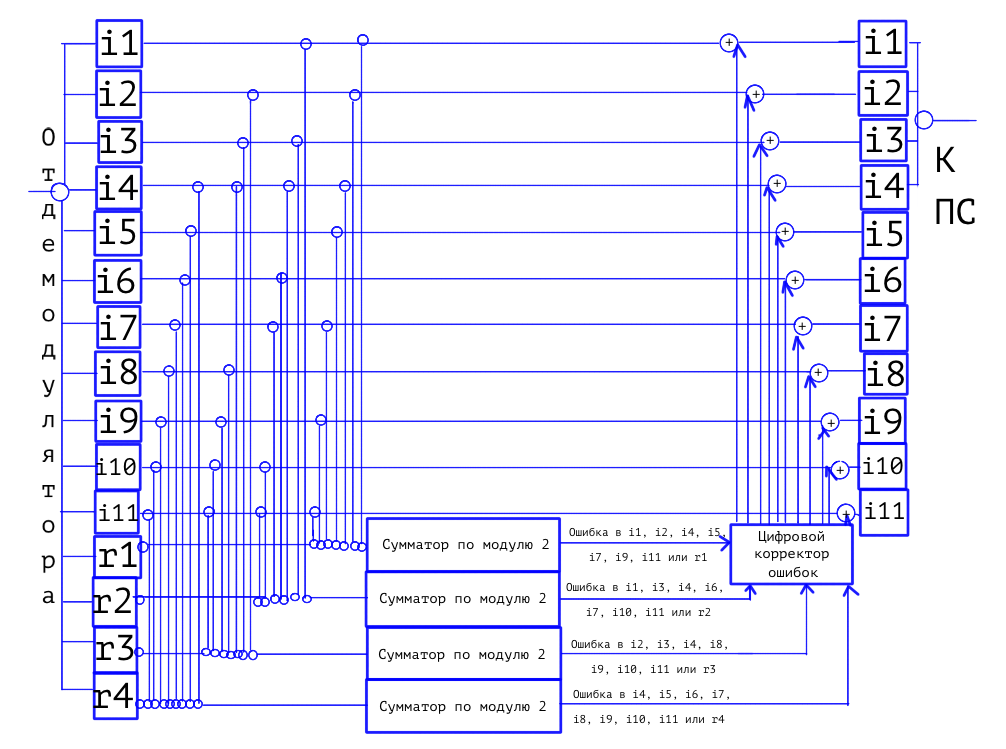 От демодулятора
i1
i2
i3
i4
i5
i6
i7
i8
i9
i10
i11
r1
r2
r3
r4
Сумматор по модулю 2
Сумматор по модулю 2
Сумматор по модулю 2
Сумматор по модулю 2
Ошибка в i1, i2, i4, i5,
i7, i9, i11 или r1
Ошибка в i1, i3, i4, i6,
i7, i10, i11 или r2
Ошибка в i2, i3, i4, i8,
i9, i10, i11 или r3
Ошибка в i4, i5, i6, i7,
i8, i9, i10, i11 или r4
Цифровой
корректор
ошибок
+
+
+
+
+
+
+
+
+
+
+
i1
i2
i3
i4
i5
i6
i7
i8
i9
i10
i11
К
ПС